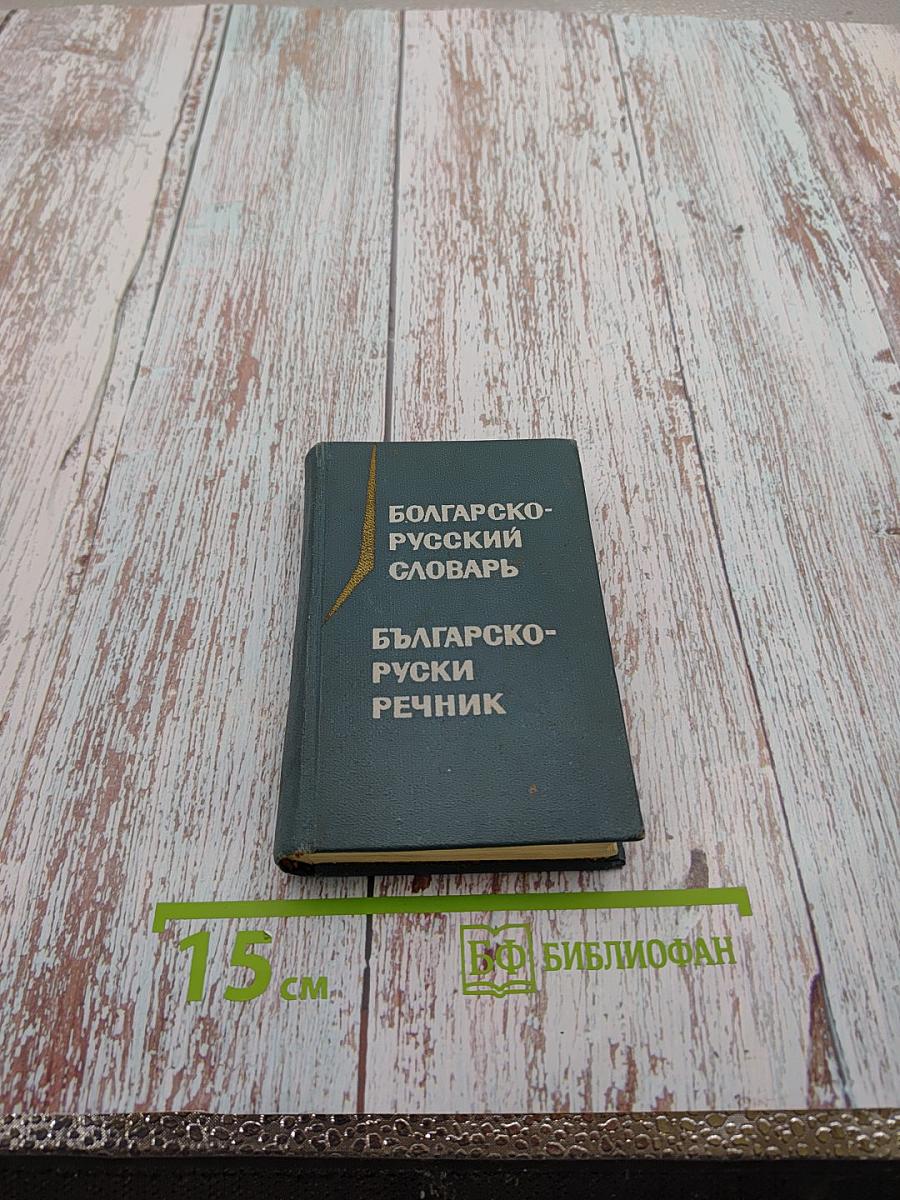 БОЛГАРСКО-
РУССКИЙ
СЛОВАРЬ
БЪЛГАРСКО-
РУСКИ
РЕЧНИК
15 см
БФ БИБЛИОФАН